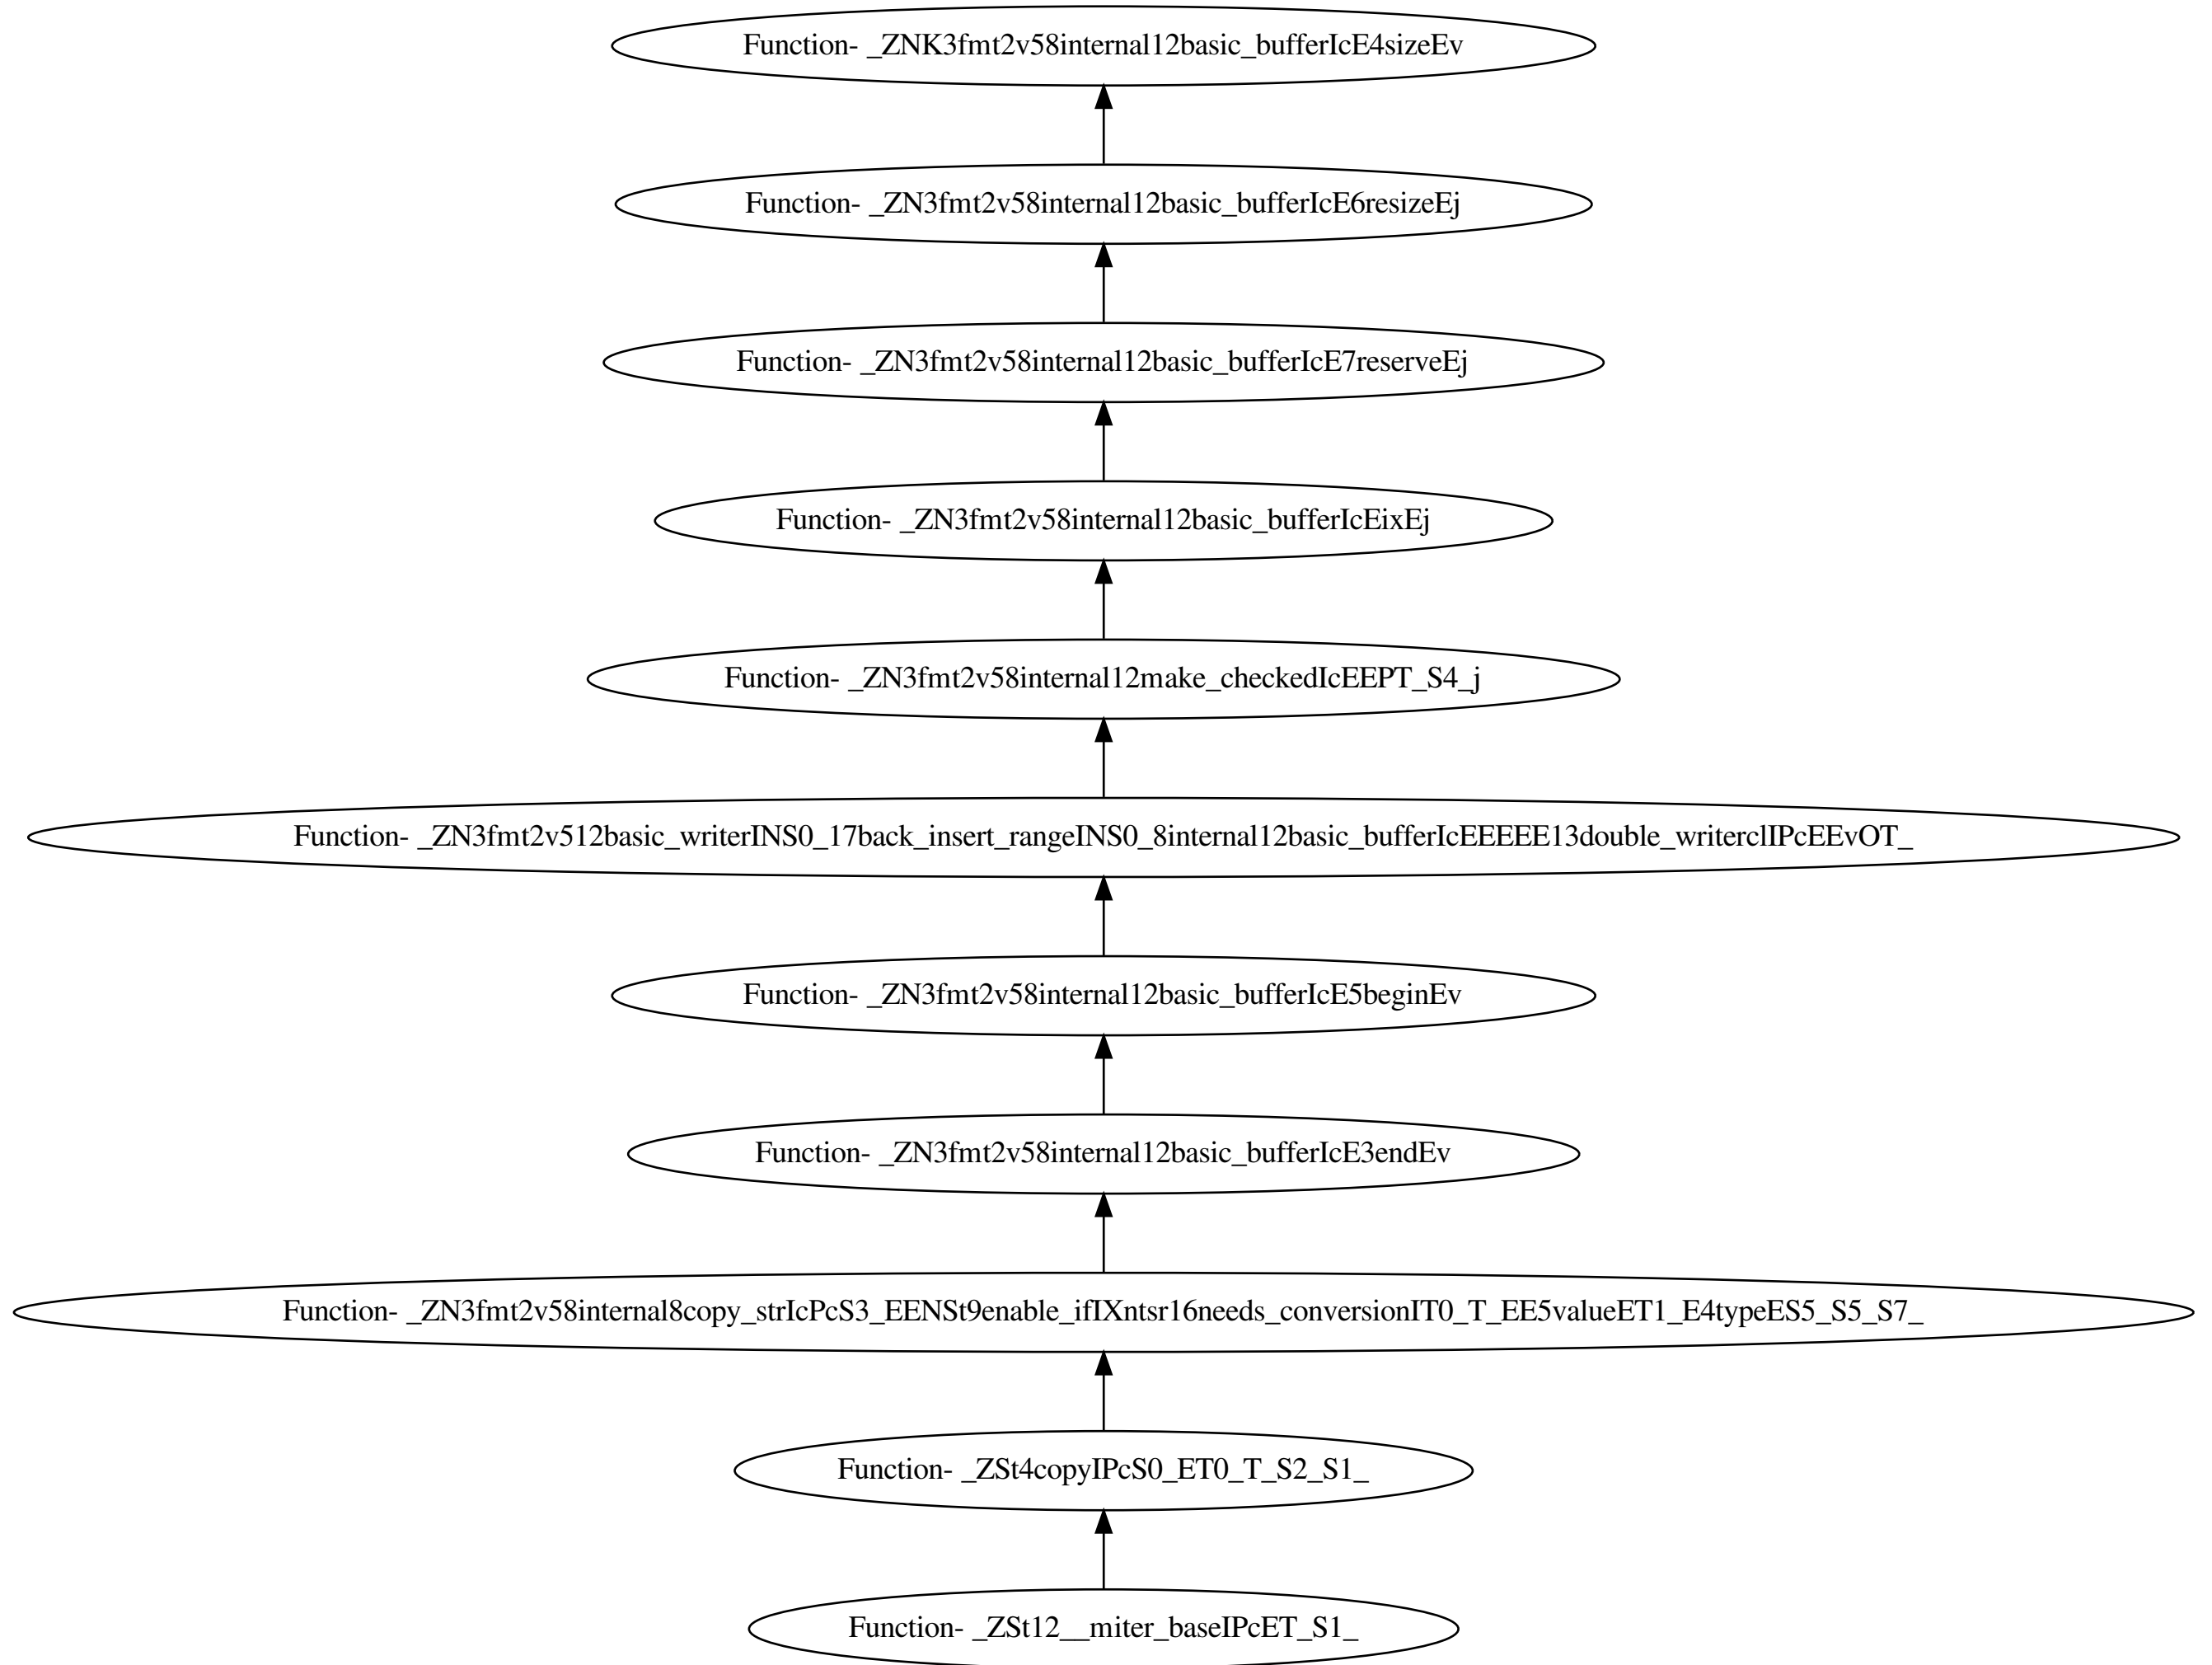 Function- _ZNK3fmt2v58internal12basic_bufferIcE4sizeEv
Function- _ZN3fmt2v58internal12basic_bufferIcE6resizeEj
Function- _ZN3fmt2v58internal12basic_bufferIcE7reserveEj
Function- _ZN3fmt2v58internal12basic_bufferIcEixEj
Function- _ZN3fmt2v58internal12make_checkedIcEEPT_S4_j
Function- _ZN3fmt2v512basic_writerINS0_17back_insert_rangeINS0_8internal12basic_bufferIcEEEEE13double_writerclIPcEEvOT_
Function- _ZN3fmt2v58internal12basic_bufferIcE5beginEv
Function- _ZN3fmt2v58internal12basic_bufferIcE3endEv
Function- _ZN3fmt2v58internal8copy_strIcPcS3_EENSt9enable_ifIXntsr16needs_conversionIT0_T_EE5valueET1_E4typeES5_S5_S7_
Function- _ZSt4copyIPcS0_ET0_T_S2_S1_
Function- _ZSt12__miter_baseIPcET_S1_